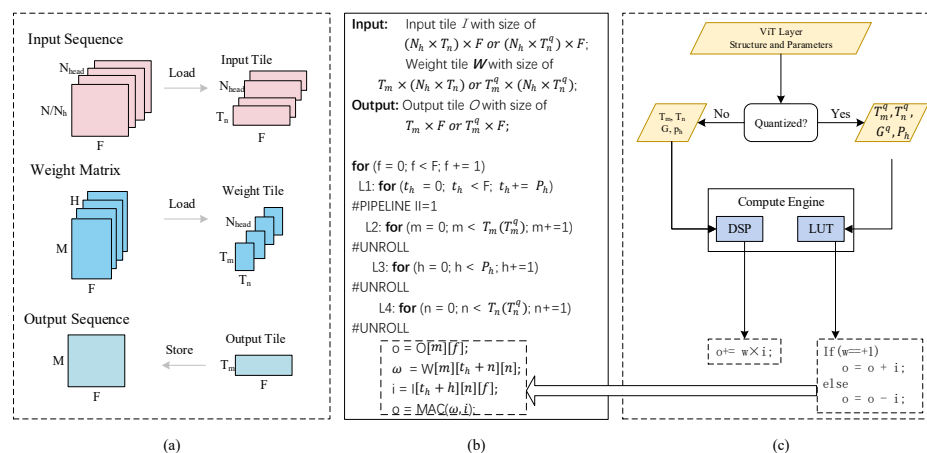 Input Sequence
N_head
N/N_h
F
Load
Input Tile
N_head
T_n
F
Weight Matrix
H
M
F
Load
Weight Tile
N_head
T_m
T_n
Output Sequence
M
F
Store
Output Tile
T_m
F
(a)
Input: Input tile I with size of
(N_h × T_n) × F or (N_h × T_n^q) × F;
Weight tile W with size of
T_m × (N_h × T_n) or T_m^q × (N_h × T_n^q);
Output: Output tile O with size of
T_m × F or T_m^q × F;
for (f = 0; f < F; f += 1)
L1: for (t_h = 0; t_h < F; t_h += P_h)
#PIPELINE II=1
L2: for (m = 0; m < T_m(T_m^q); m+=1)
#UNROLL
L3: for (h = 0; h < P_h; h+=1)
#UNROLL
L4: for (n = 0; n < T_n(T_n^q); n+=1)
#UNROLL
o = O[m][f];
ω = W[m][t_h + n][n];
i = I[t_h + h][n][f];
o = MAC(ω,i);
(b)
ViT Layer
Structure and Parameters
Quantized?
No
Yes
T_m, T_n
G, p_h
T_m^q, T_n^q,
G^q, P_h
Compute Engine
DSP
LUT
o+= w×i;
If(w==+1)
o = o + i;
else
o = o - i;
(c)